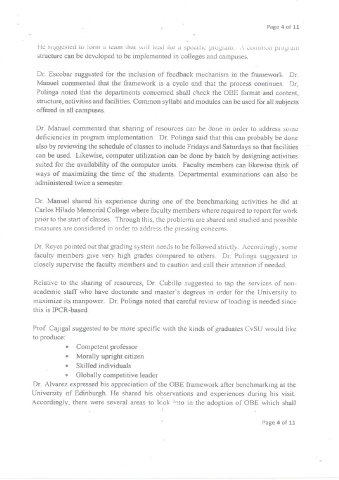 Page 4 of 11
He suggested to form a team that will lead for a specific program. A common program
structure can be developed to be implemented in colleges and campuses.
Dr. Escobar suggested for the inclusion of feedback mechanism in the framework. Dr.
Manuel commented that the framework is a cycle and that the process continues. Dr.
Polinga noted that the departments concerned shall check the OBE format and content,
structure, activities and facilities. Common syllabi and modules can be used for all subjects
offered in all campuses.
Dr. Manuel commented that sharing of resources can be done in order to address some
deficiencies in program implementation. Dr. Polinga said that this can probably be done
also by reviewing the schedule of classes to include Fridays and Saturdays so that facilities
can be used. Likewise, computer utilization can be done by batch by designing activities
suited for the availability of the computer units. Faculty members can likewise think of
ways of maximizing the time of the students. Departmental examinations can also be
administered twice a semester.
Dr. Manuel shared his experience during one of the benchmarking activities he did at
Carlos Hilado Memorial College where faculty members where required to report for work
prior to the start of classes. Through this, the problems are shared and studied and possible
measures are considered in order to address the pressing concerns.
Dr. Reyes pointed out that grading system needs to be followed strictly. Accordingly, some
faculty members give very high grades compared to others. Dr. Polinga suggested to
closely supervise the faculty members and to caution and call their attention if needed.
Relative to the sharing of resources, Dr. Cubillo suggested to tap the services of non-
academic staff who have doctorate and master's degrees in order for the University to
maximize its manpower. Dr. Polinga noted that careful review of loading is needed since
this is IPCR-based.
Prof. Cajigal suggested to be more specific with the kinds of graduates CvSU would like
to produce:
• Competent professor
• Morally upright citizen
• Skilled individuals
• Globally competitive leader
Dr. Alvarez expressed his appreciation of the OBE framework after benchmarking at the
University of Edinburgh. He shared his observations and experiences during his visit.
Accordingly, there were several areas to look into in the adoption of OBE which shall
Page 4 of 11